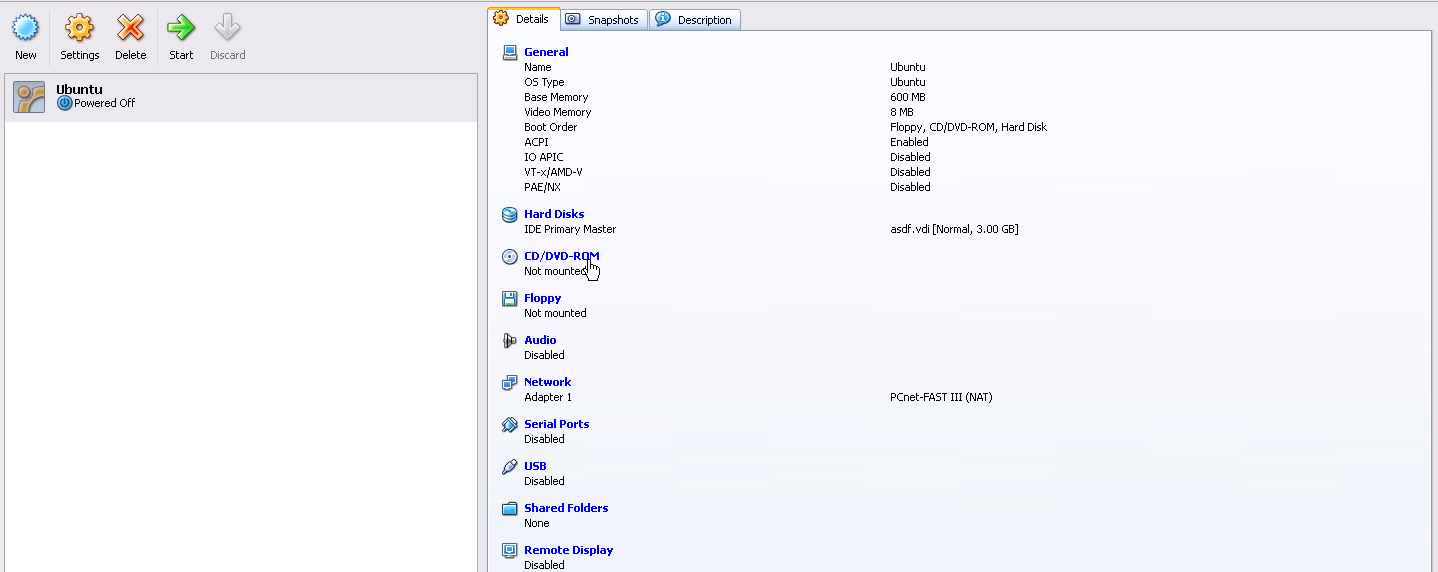 New Settings Delete Start Discard
Ubuntu
Powered Off
Details Snapshots Description
General
Name Ubuntu
OS Type Ubuntu
Base Memory 600 MB
Video Memory 8 MB
Boot Order Floppy, CD/DVD-ROM, Hard Disk
ACPI Enabled
IO APIC Disabled
VT-x/AMD-V Disabled
PAE/NX Disabled
Hard Disks
IDE Primary Master asdf.vdi [Normal, 3.00 GB]
CD/DVD-ROM
Not mounted
Floppy
Not mounted
Audio
Disabled
Network
Adapter 1 PCnet-FAST III (NAT)
Serial Ports
Disabled
USB
Disabled
Shared Folders
None
Remote Display
Disabled